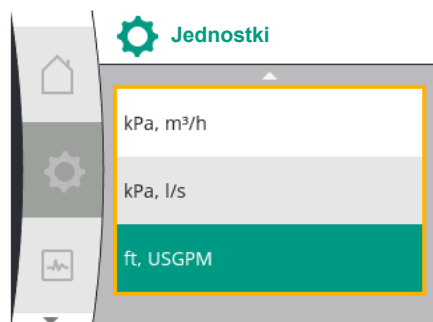 Jednostki
kPa, m³/h
kPa, l/s
ft, USGPM